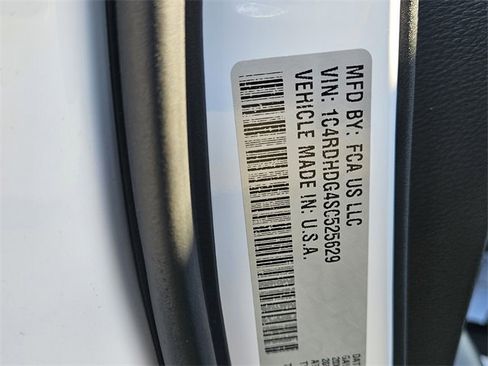 MFD BY: FCA US LLC
VIN: 1C4RDHDG4SC525629
VEHICLE MADE IN: U.S.A.